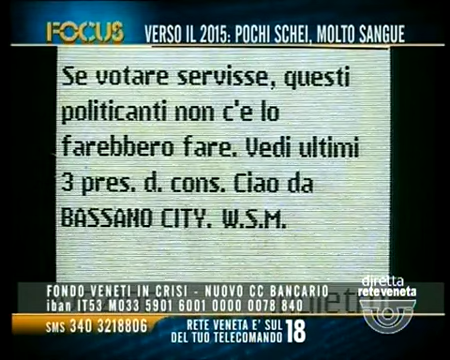 FOCUS VERSO IL 2015: POCHI SCHEI, MOLTO SANGUE
Se votare servisse, questi
politicanti non c'e lo
farebbero fare. Vedi ultimi
3 pres. d. cons. Ciao da
BASSANO CITY. W.S.M.
FONDO VENETI IN CRISI - NUOVO CC BANCARIO
iban IT53 M033 5901 6001 0000 0078 840
diretta
reteveneta
SMS 340 3218806
RETE VENETA E' SUL
DEL TUO TELECOMANDO 18